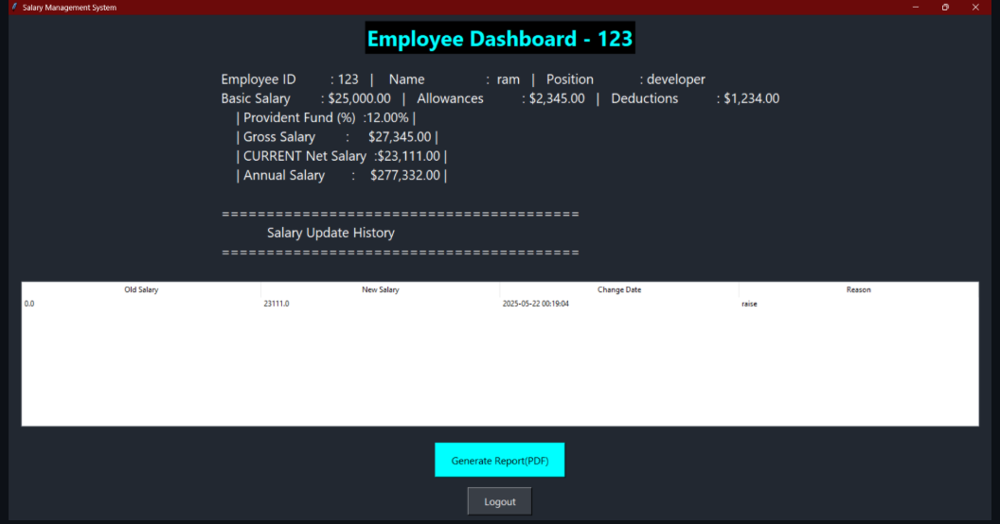 Salary Management System
Employee Dashboard - 123
Employee ID : 123 | Name : ram | Position : developer
Basic Salary : $25,000.00 | Allowances : $2,345.00 | Deductions : $1,234.00
| Provident Fund (%) :12.00% |
| Gross Salary : $27,345.00 |
| CURRENT Net Salary :$23,111.00 |
| Annual Salary : $277,332.00 |
========================================
Salary Update History
========================================
Old Salary New Salary Change Date Reason
0.0 23111.0 2025-05-22 00:19:04 raise
Generate Report(PDF)
Logout